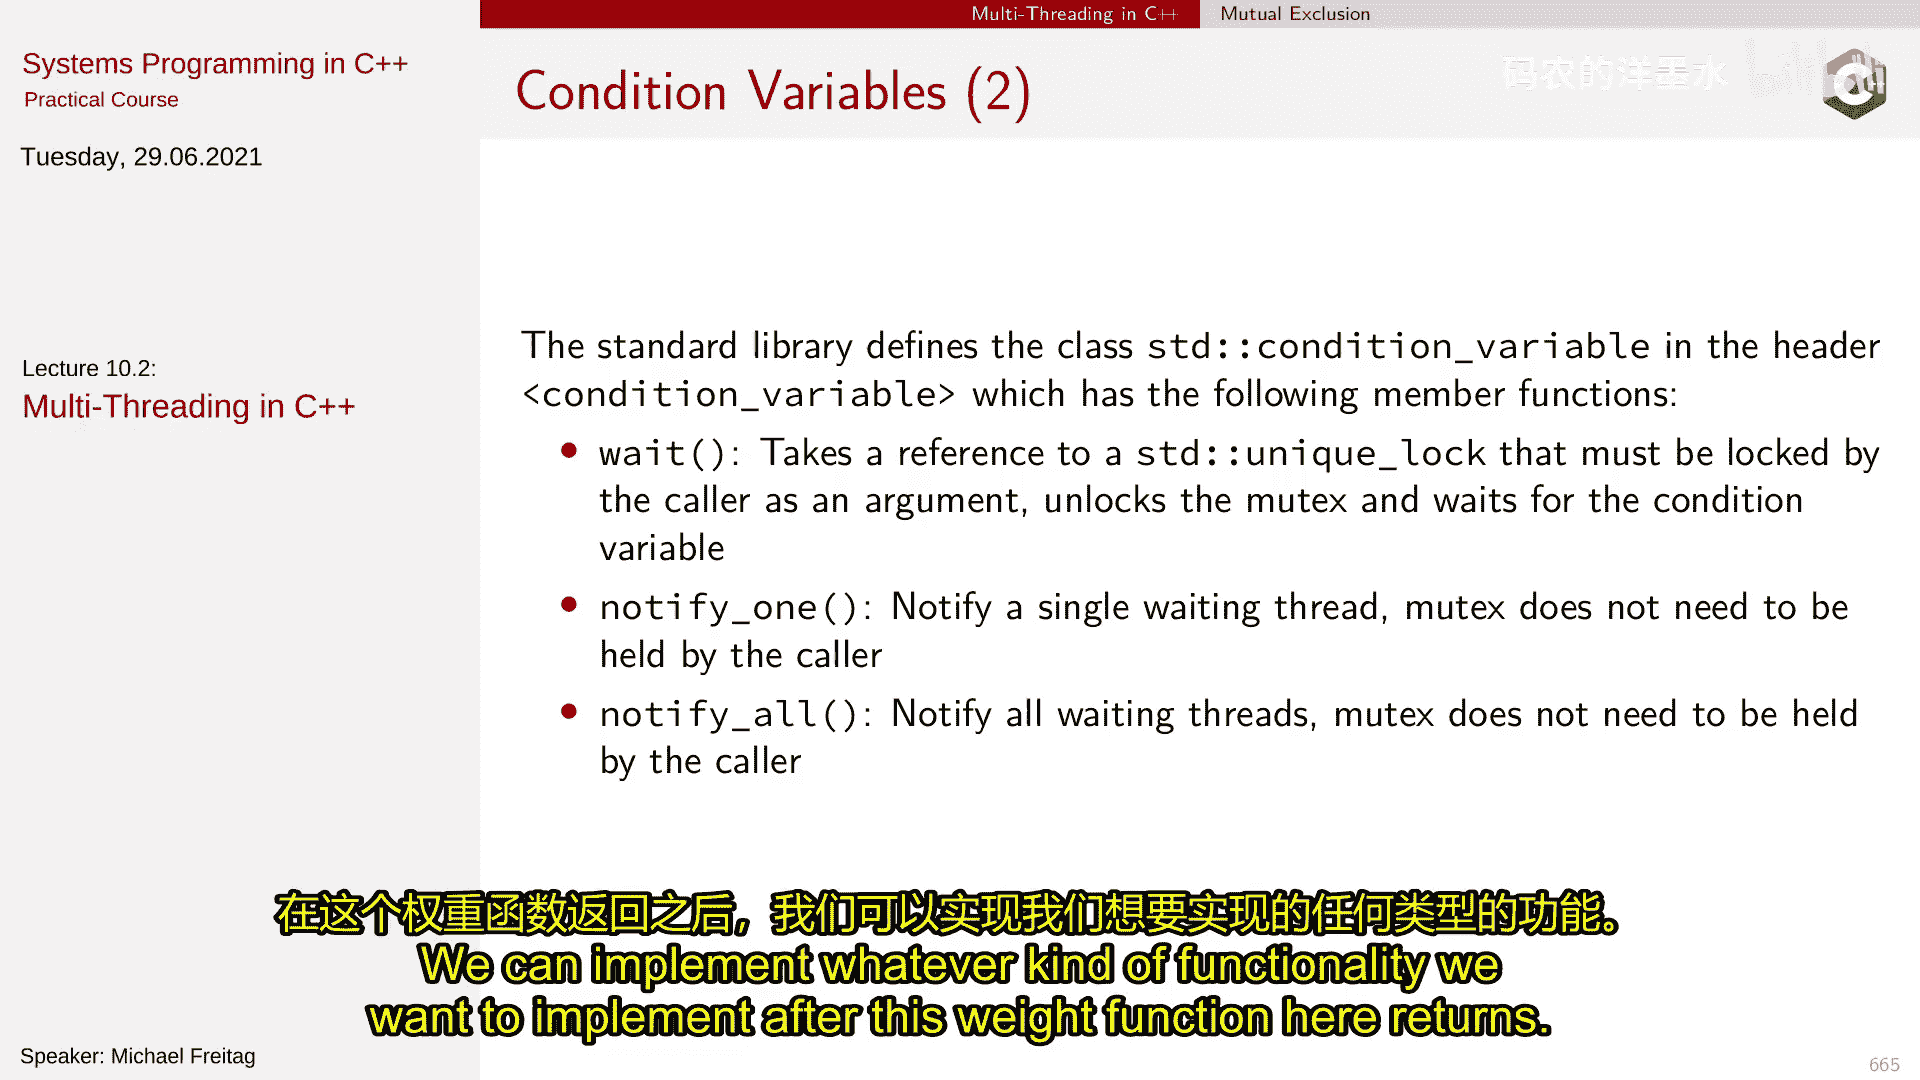 Multi-Threading in C++
Mutual Exclusion
Systems Programming in C++
Practical Course
Tuesday, 29.06.2021
Lecture 10.2:
Multi-Threading in C++
Condition Variables (2)
码农的洋墨水
The standard library defines the class std::condition_variable in the header
<condition_variable> which has the following member functions:
• wait(): Takes a reference to a std::unique_lock that must be locked by
the caller as an argument, unlocks the mutex and waits for the condition
variable
• notify_one(): Notify a single waiting thread, mutex does not need to be
held by the caller
• notify_all(): Notify all waiting threads, mutex does not need to be held
by the caller
在这个权重函数返回之后，我们可以实现我们想要实现的任何类型的功能。
We can implement whatever kind of functionality we
want to implement after this weight function here returns.
Speaker: Michael Freitag
665